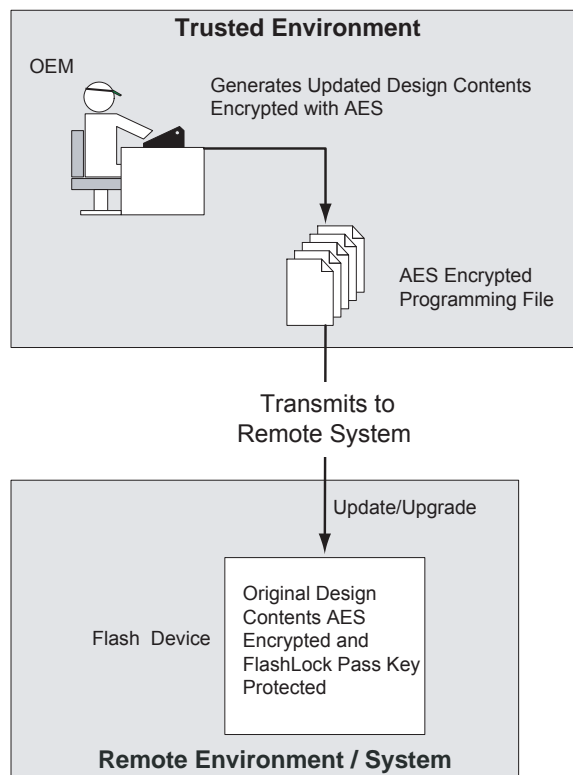 Trusted Environment
OEM
Generates Updated Design Contents
Encrypted with AES
AES Encrypted
Programming File
Transmits to
Remote System
Update/Upgrade
Original Design
Contents AES
Encrypted and
FlashLock Pass Key
Protected
Flash Device
Remote Environment / System